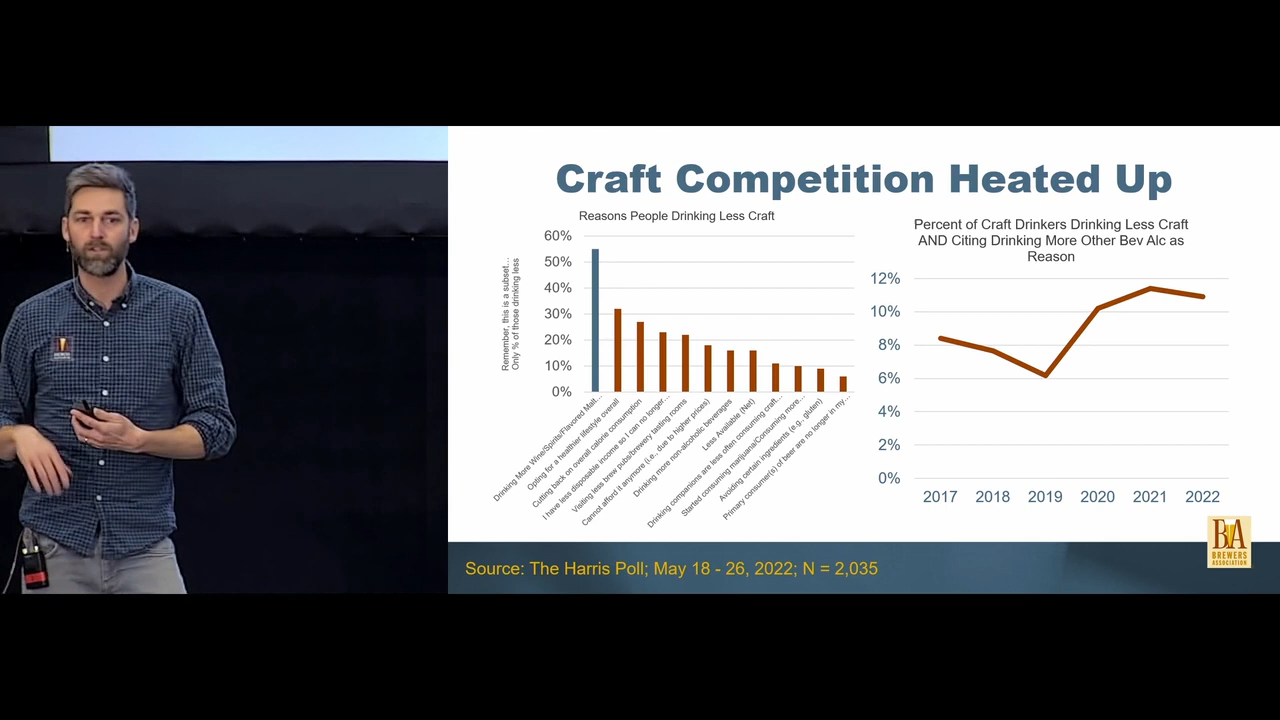 Craft Competition Heated Up
Reasons People Drinking Less Craft
Remember, this is a subset...
Only % of those drinking less
60%
50%
40%
30%
20%
10%
0%
Drinking More Wine/Spirits/Flavored Malt...
Opting for a healthier lifestyle overall
Cutting back on overall calorie consumption
I have less disposable income so I can no longer...
Visiting less brew pubs/brewery tasting rooms
Cannot afford it anymore (i.e., due to higher prices)
Drinking more non-alcoholic beverages
Less Available (Net)
Drinking companions are less often consuming craft...
Started consuming marijuana/Consuming more...
Avoiding certain ingredients (e.g., gluten)
Primary consumer(s) of beer are no longer in my...
Percent of Craft Drinkers Drinking Less Craft
AND Citing Drinking More Other Bev Alc as
Reason
12%
10%
8%
6%
4%
2%
0%
2017 2018 2019 2020 2021 2022
Source: The Harris Poll; May 18 - 26, 2022; N = 2,035
BA
BREWERS
ASSOCIATION